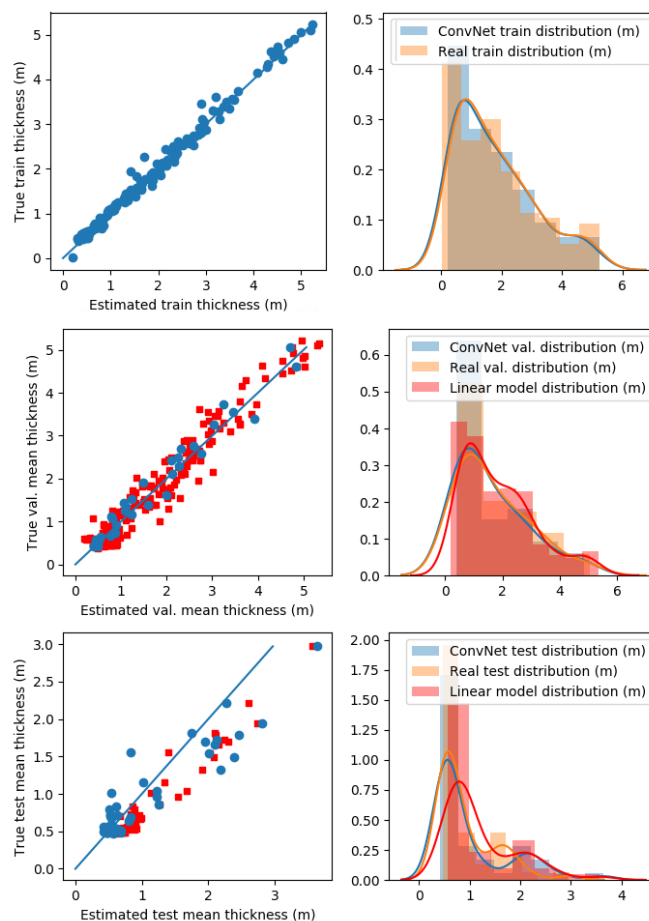 True train thickness (m)
5
4
3
2
1
0
0 1 2 3 4 5
Estimated train thickness (m)
ConvNet train distribution (m)
Real train distribution (m)
0.5
0.4
0.3
0.2
0.1
0.0
0 2 4 6
True val. mean thickness (m)
5
4
3
2
1
0
0 1 2 3 4 5
Estimated val. mean thickness (m)
ConvNet val. distribution (m)
Real val. distribution (m)
Linear model distribution (m)
0.6
0.5
0.4
0.3
0.2
0.1
0.0
0 2 4 6
True test mean thickness (m)
3.0
2.5
2.0
1.5
1.0
0.5
0.0
0 1 2 3
Estimated test mean thickness (m)
ConvNet test distribution (m)
Real test distribution (m)
Linear model distribution (m)
2.00
1.75
1.50
1.25
1.00
0.75
0.50
0.25
0.00
0 1 2 3 4